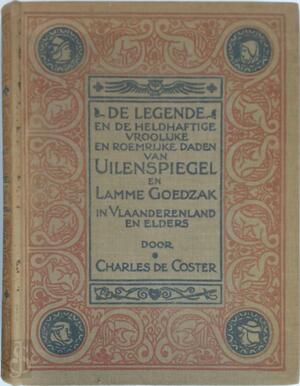 DE LEGENDE
EN DE HELDHAFTIGE
VROOLIJKE
EN ROEMRIJKE DADEN
VAN
UILENSPIEGEL
EN
LAMME GOEDZAK
IN VLAANDERENLAND
EN ELDERS
DOOR
CHARLES DE COSTER